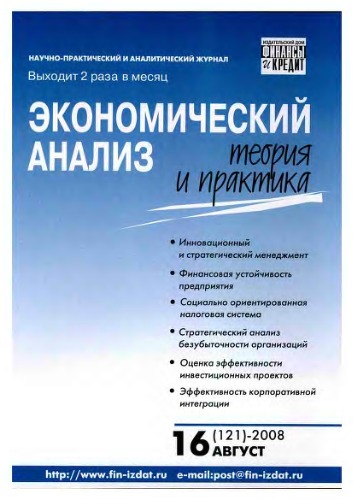 НАУЧНО-ПРАКТИЧЕСКИЙ И АНАЛИТИЧЕСКИЙ ЖУРНАЛ
ИЗДАТЕЛЬСКИЙ ДОМ
ФИНАНСЫ
И КРЕДИТ
Выходит 2 раза в месяц
ЭКОНОМИЧЕСКИЙ
АНАЛИЗ
теория
и практика
• Инновационный
и стратегический менеджмент
• Финансовая устойчивость
предприятия
• Социально ориентированная
налоговая система
• Стратегический анализ
безубыточности организаций
• Оценка эффективности
инвестиционных проектов
• Эффективность корпоративной
интеграции
16 (121)-2008
АВГУСТ
http://www.fin-izdat.ru e-mail:post@fin-izdat.ru